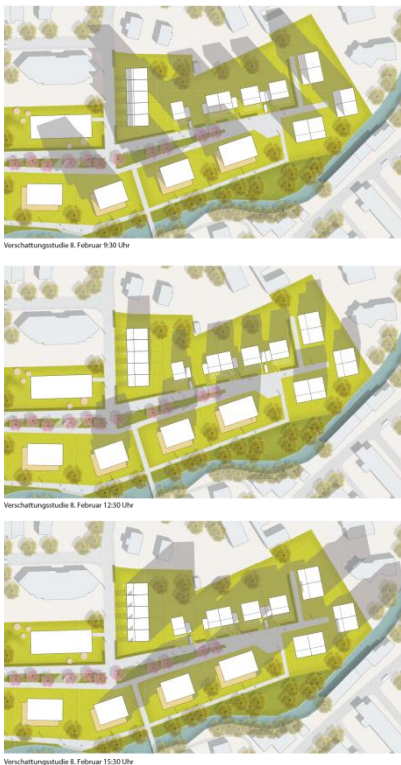 Verschattungsstudie 8. Februar 9:30 Uhr
Verschattungsstudie 8. Februar 12:30 Uhr
Verschattungsstudie 8. Februar 15:30 Uhr